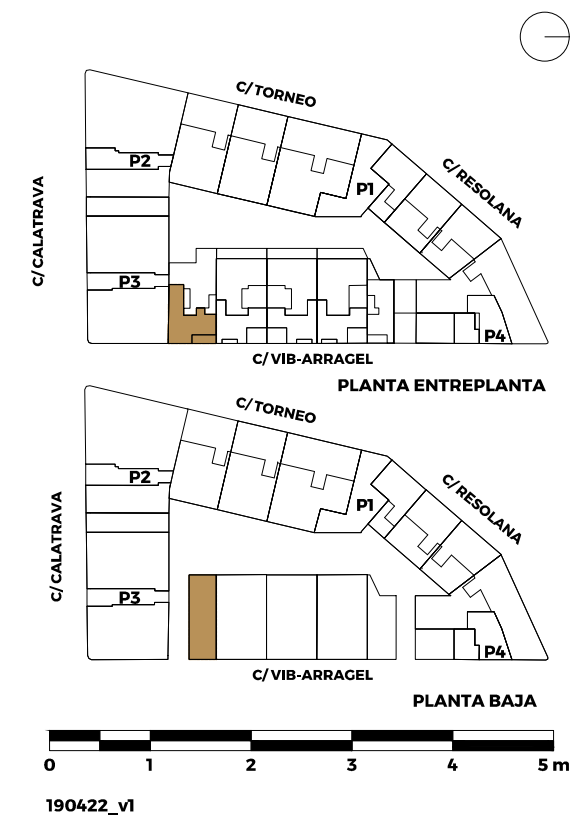 C/ TORNEO
C/ RESOLANA
P2
P1
C/ CALATRAVA
P3
P4
C/ VIB-ARRAGEL
PLANTA ENTREPLANTA
C/ TORNEO
C/ RESOLANA
P2
P1
C/ CALATRAVA
P3
P4
C/ VIB-ARRAGEL
PLANTA BAJA
0 1 2 3 4 5 m
190422_v1